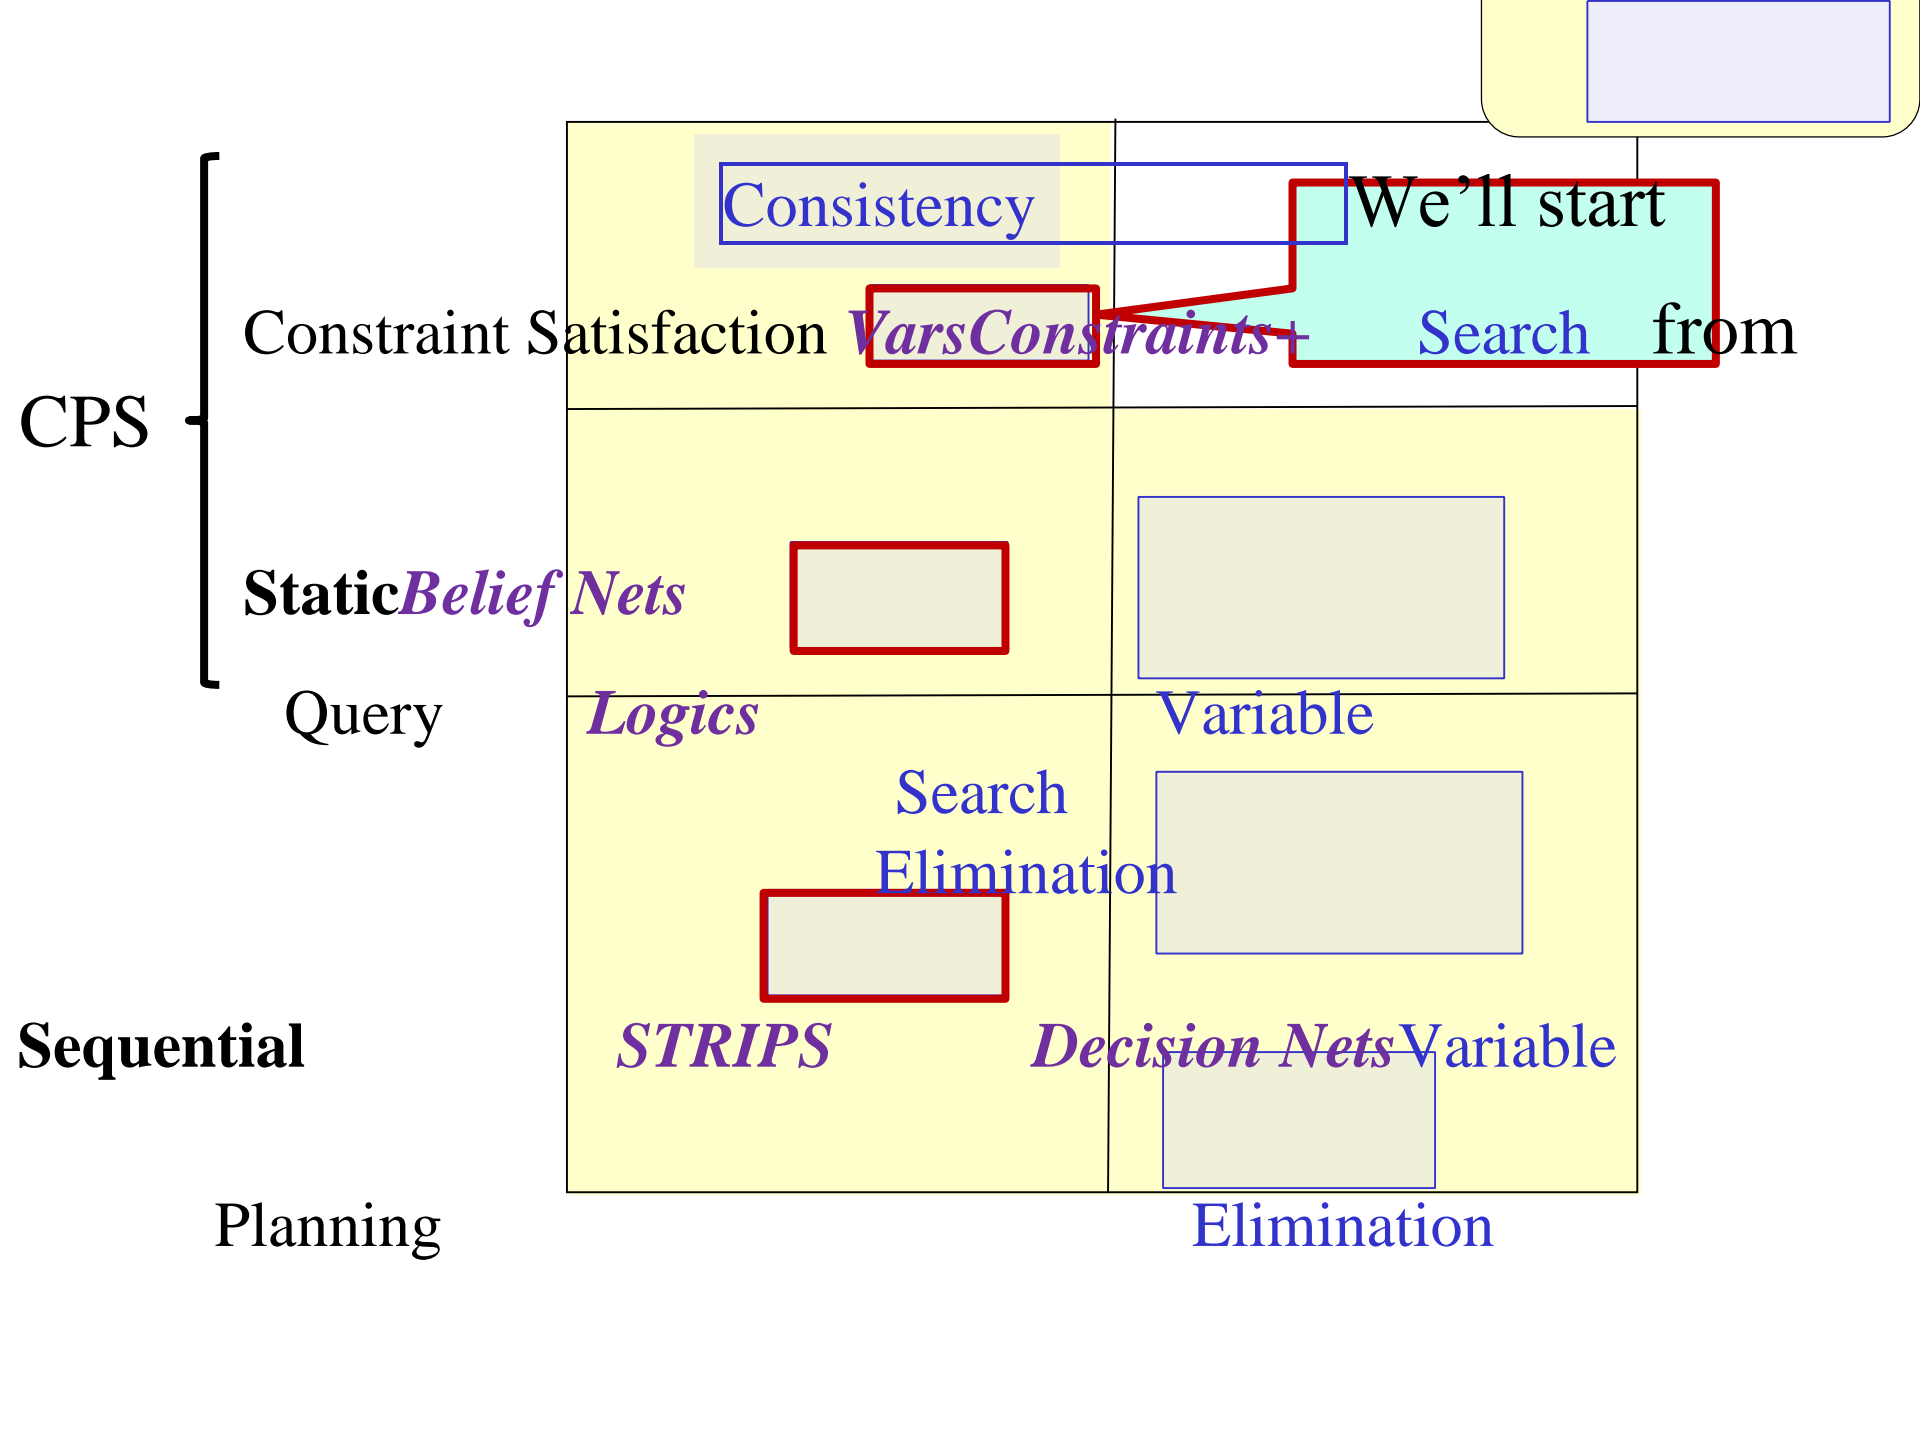 Consistency We’ll start
Constraint Satisfaction VarsConstraints+ Search from
CPS
StaticBelief Nets
Query Logics Variable
Search
Elimination
Sequential STRIPS Decision NetsVariable
Planning Elimination